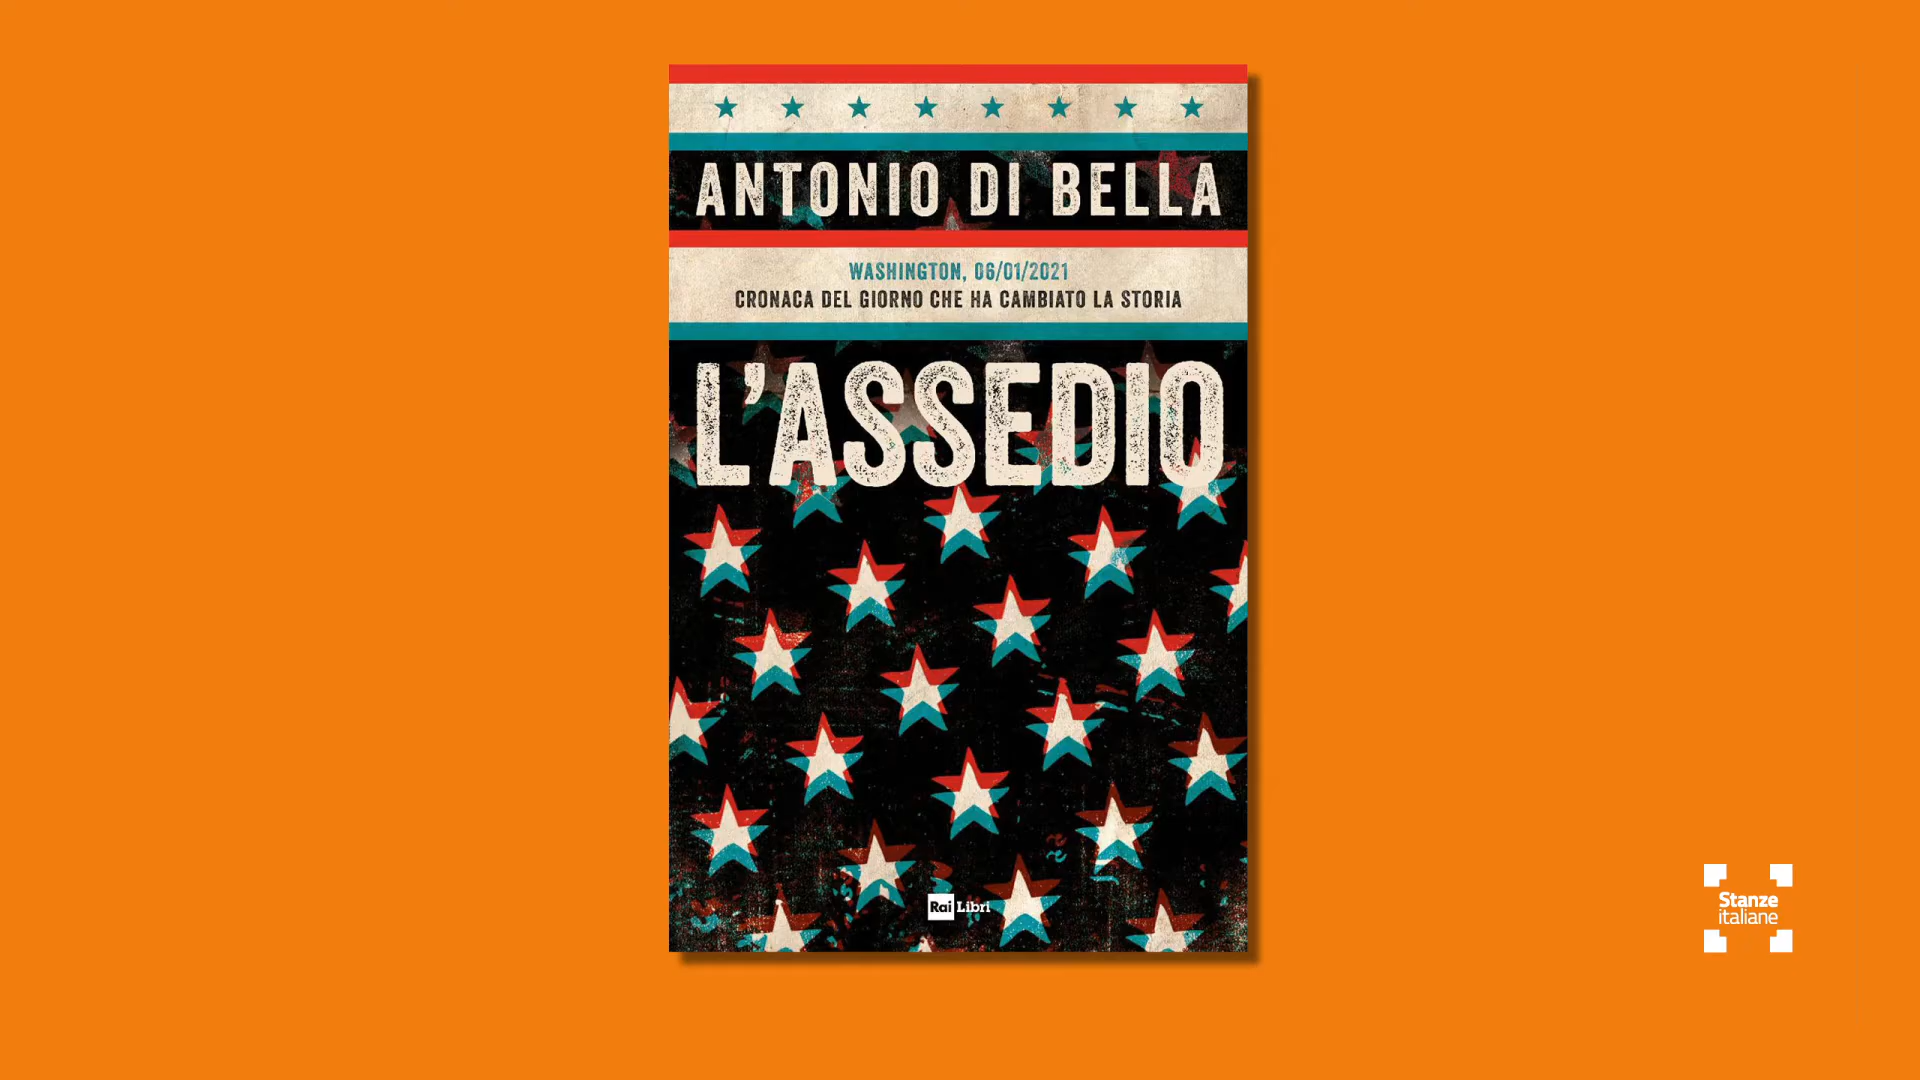 ANTONIO DI BELLA
WASHINGTON, 06/01/2021
CRONACA DEL GIORNO CHE HA CAMBIATO LA STORIA
L'ASSEDIO
Rai Libri
Stanze
italiane